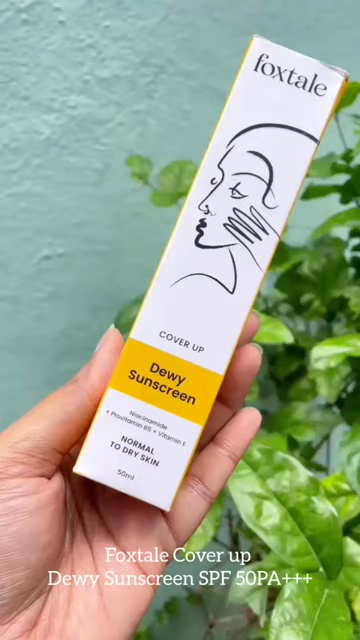 foxtale
COVER UP
Dewy
Sunscreen
Niacinamide
+ Provitamin B5 + Vitamin E
NORMAL
TO DRY SKIN
50ml
Foxtale Cover up
Dewy Sunscreen SPF 50PA+++